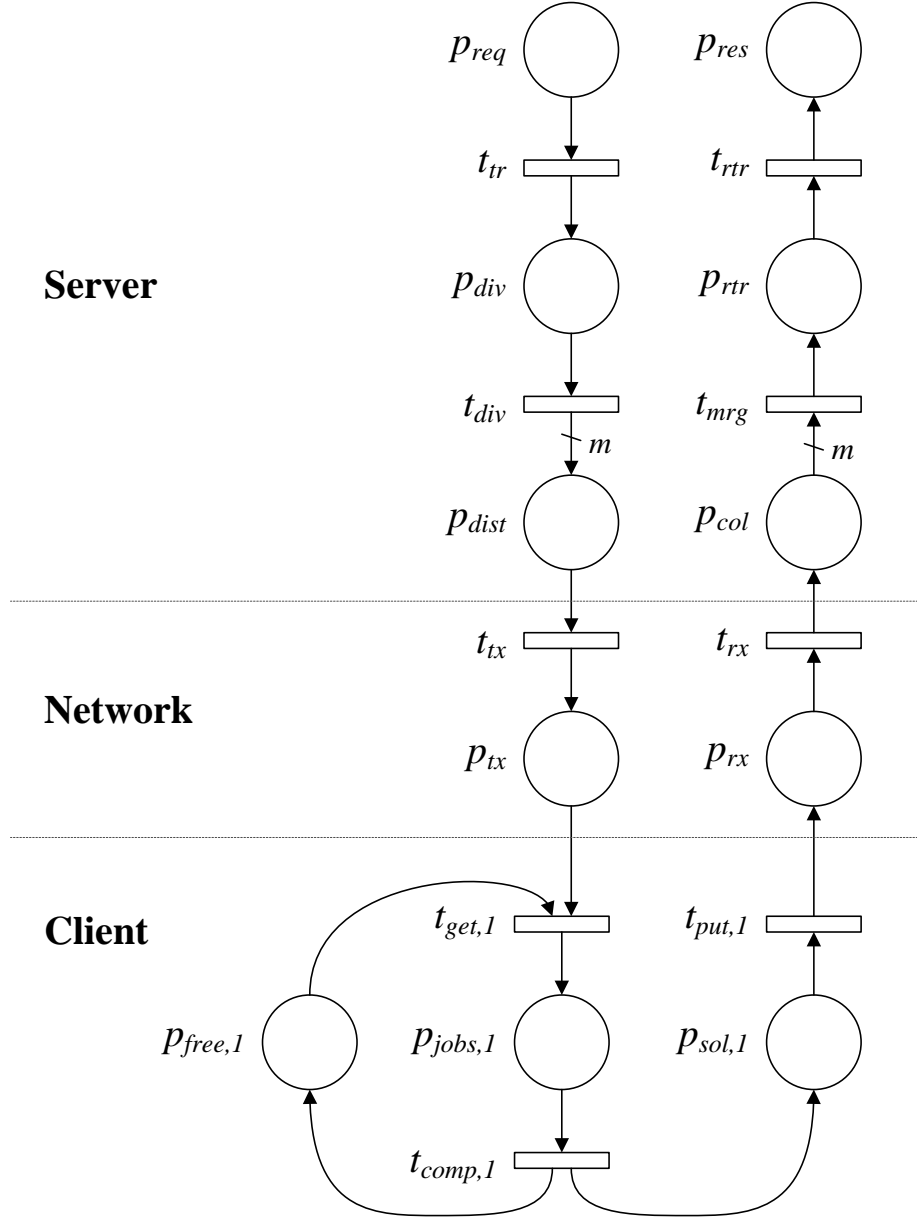 p_req
p_res
t_tr
t_rtr
Server
p_div
p_rtr
t_div
t_mrg
m
m
p_dist
p_col
t_tx
t_rx
Network
p_tx
p_rx
Client
t_get,1
t_put,1
p_free,1
p_jobs,1
p_sol,1
t_comp,1